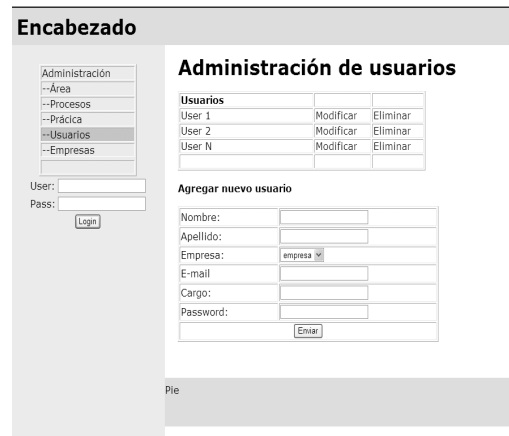 Encabezado
Administración
--Área
--Procesos
--Prácica
--Usuarios
--Empresas
User:
Pass:
Login
Administración de usuarios
Usuarios
User 1 Modificar Eliminar
User 2 Modificar Eliminar
User N Modificar Eliminar
Agregar nuevo usuario
Nombre:
Apellido:
Empresa: empresa
E-mail
Cargo:
Password:
Enviar
Pie